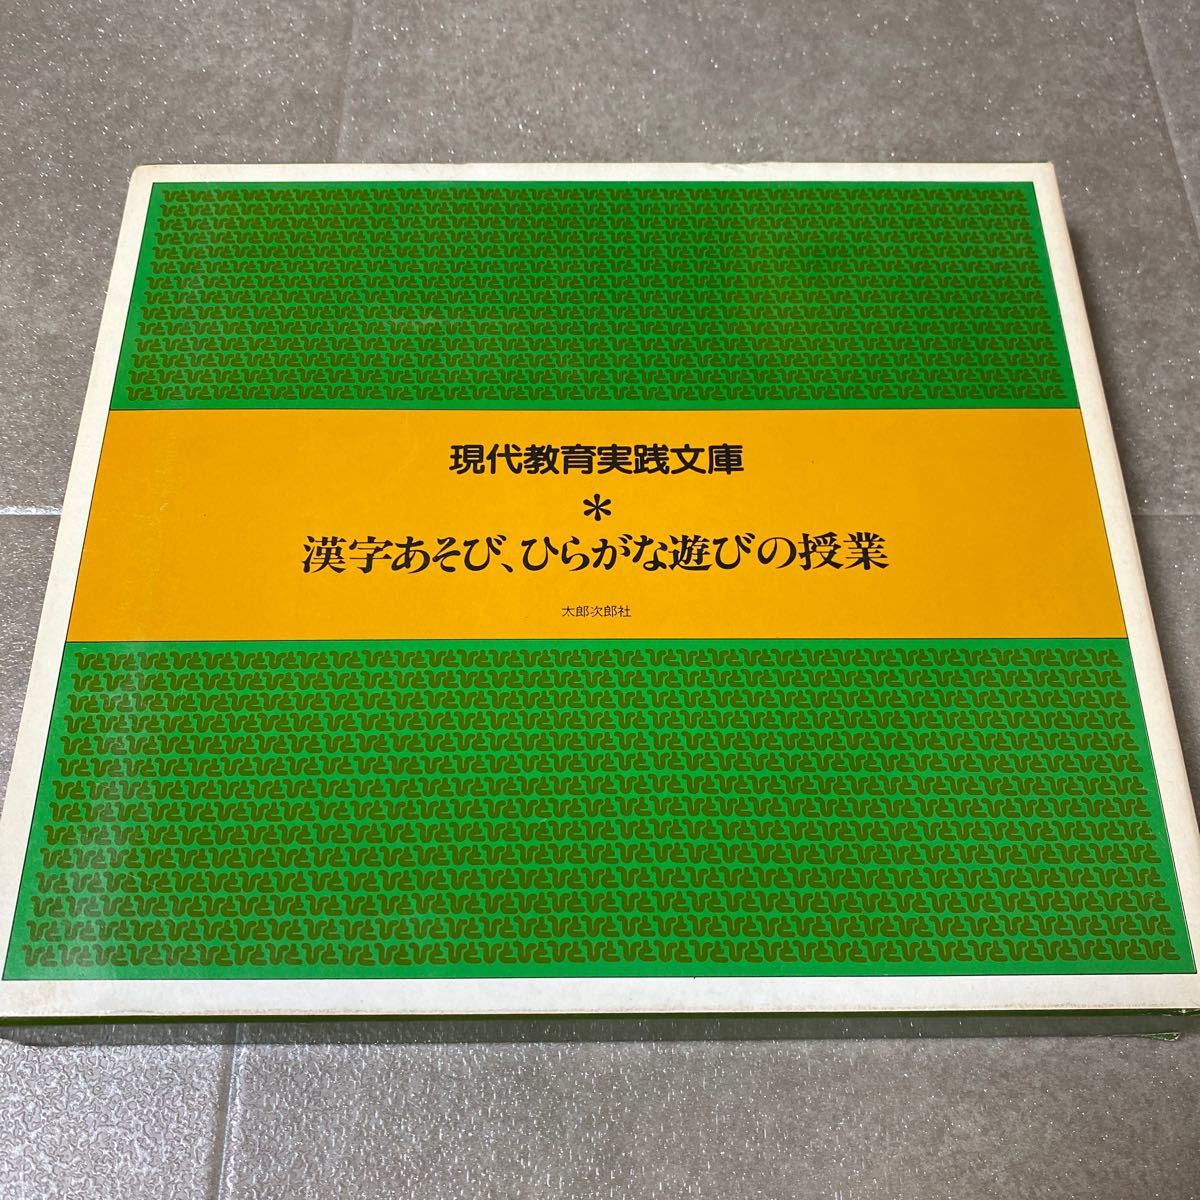 現代教育実践文庫
*
漢字あそび、ひらがな遊びの授業
太郎次郎社